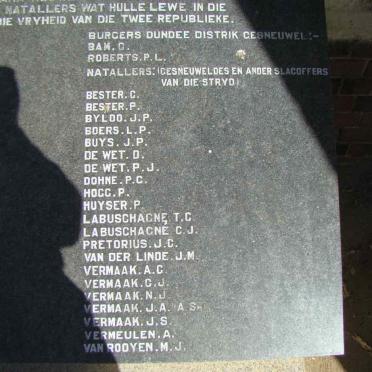 NATALLERS WAT HULLE LEWE IN DIE
VRYHEID VAN DIE TWEE REPUBLIEKE.
BURGERS DUNDEE DISTRIK GESNEUWEL:-
BAM. C.
ROBERTS. P.L.
NATALLERS: (GESNEUWELDES EN ANDER SLAGOFFERS
VAN DIE STRYD)
BESTER. C.
BESTER. P.
BYLOO. J.P.
BOERS. L.P.
BUYS. J.P.
DE WET. D.
DE WET. P.J.
DOHNE. P.C.
HOGG. P.
HUYSER. P.
LABUSCHAGNE. T.C.
LABUSCHAGNE. C.J.
PRETORIUS. J.C.
VAN DER LINDE. J.M.
VERMAAK. A.C.
VERMAAK. G.J.
VERMAAK. N.J.
VERMAAK. J.A. A.S.
VERMAAK. J.S.
VERMEULEN. A.
VAN ROOYEN. M.J.